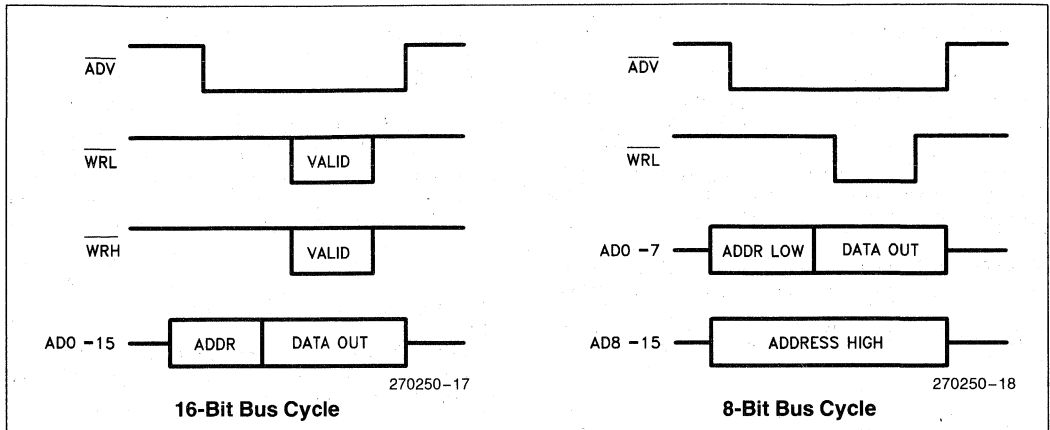 ADV
WRL VALID
WRH VALID
AD0 -15 ADDR DATA OUT
270250-17
16-Bit Bus Cycle
ADV
WRL
AD0 -7 ADDR LOW DATA OUT
AD8 -15 ADDRESS HIGH
270250-18
8-Bit Bus Cycle